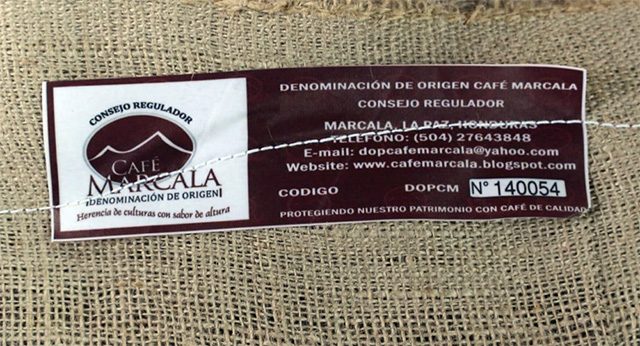 CONSEJO REGULADOR
CAFÉ
MARCALA
DENOMINACIÓN DE ORIGEN
Herencia de culturas con sabor de altura
DENOMINACIÓN DE ORIGEN CAFÉ MARCALA
CONSEJO REGULADOR
MARCALA, LA PAZ, HONDURAS
TELEFONO: (504) 27643848
E-mail: dopcafemarcala@yahoo.com
Website: www.cafemarcala.blogspot.com
CODIGO DOPCM Nº 140054
PROTEGIENDO NUESTRO PATRIMONIO CON CAFÉ DE CALIDAD